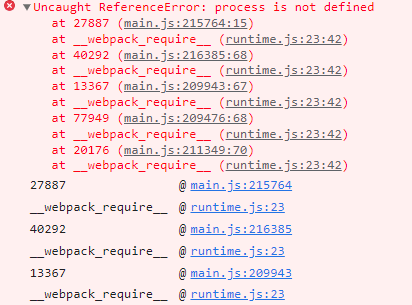 Uncaught ReferenceError: process is not defined
at 27887 (main.js:215764:15)
at __webpack_require__ (runtime.js:23:42)
at 40292 (main.js:216385:68)
at __webpack_require__ (runtime.js:23:42)
at 13367 (main.js:209943:67)
at __webpack_require__ (runtime.js:23:42)
at 77949 (main.js:209476:68)
at __webpack_require__ (runtime.js:23:42)
at 20176 (main.js:211349:70)
at __webpack_require__ (runtime.js:23:42)
27887 @ main.js:215764
__webpack_require__ @ runtime.js:23
40292 @ main.js:216385
__webpack_require__ @ runtime.js:23
13367 @ main.js:209943
__webpack_require__ @ runtime.js:23